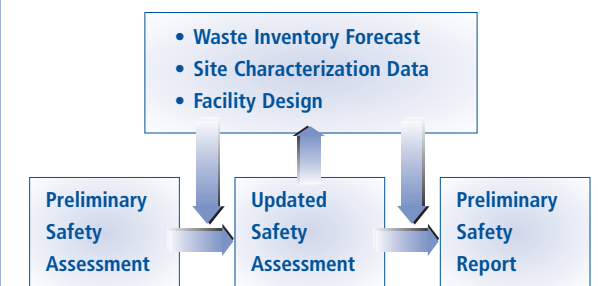 • Waste Inventory Forecast
• Site Characterization Data
• Facility Design
Preliminary
Safety
Assessment
Updated
Safety
Assessment
Preliminary
Safety
Report